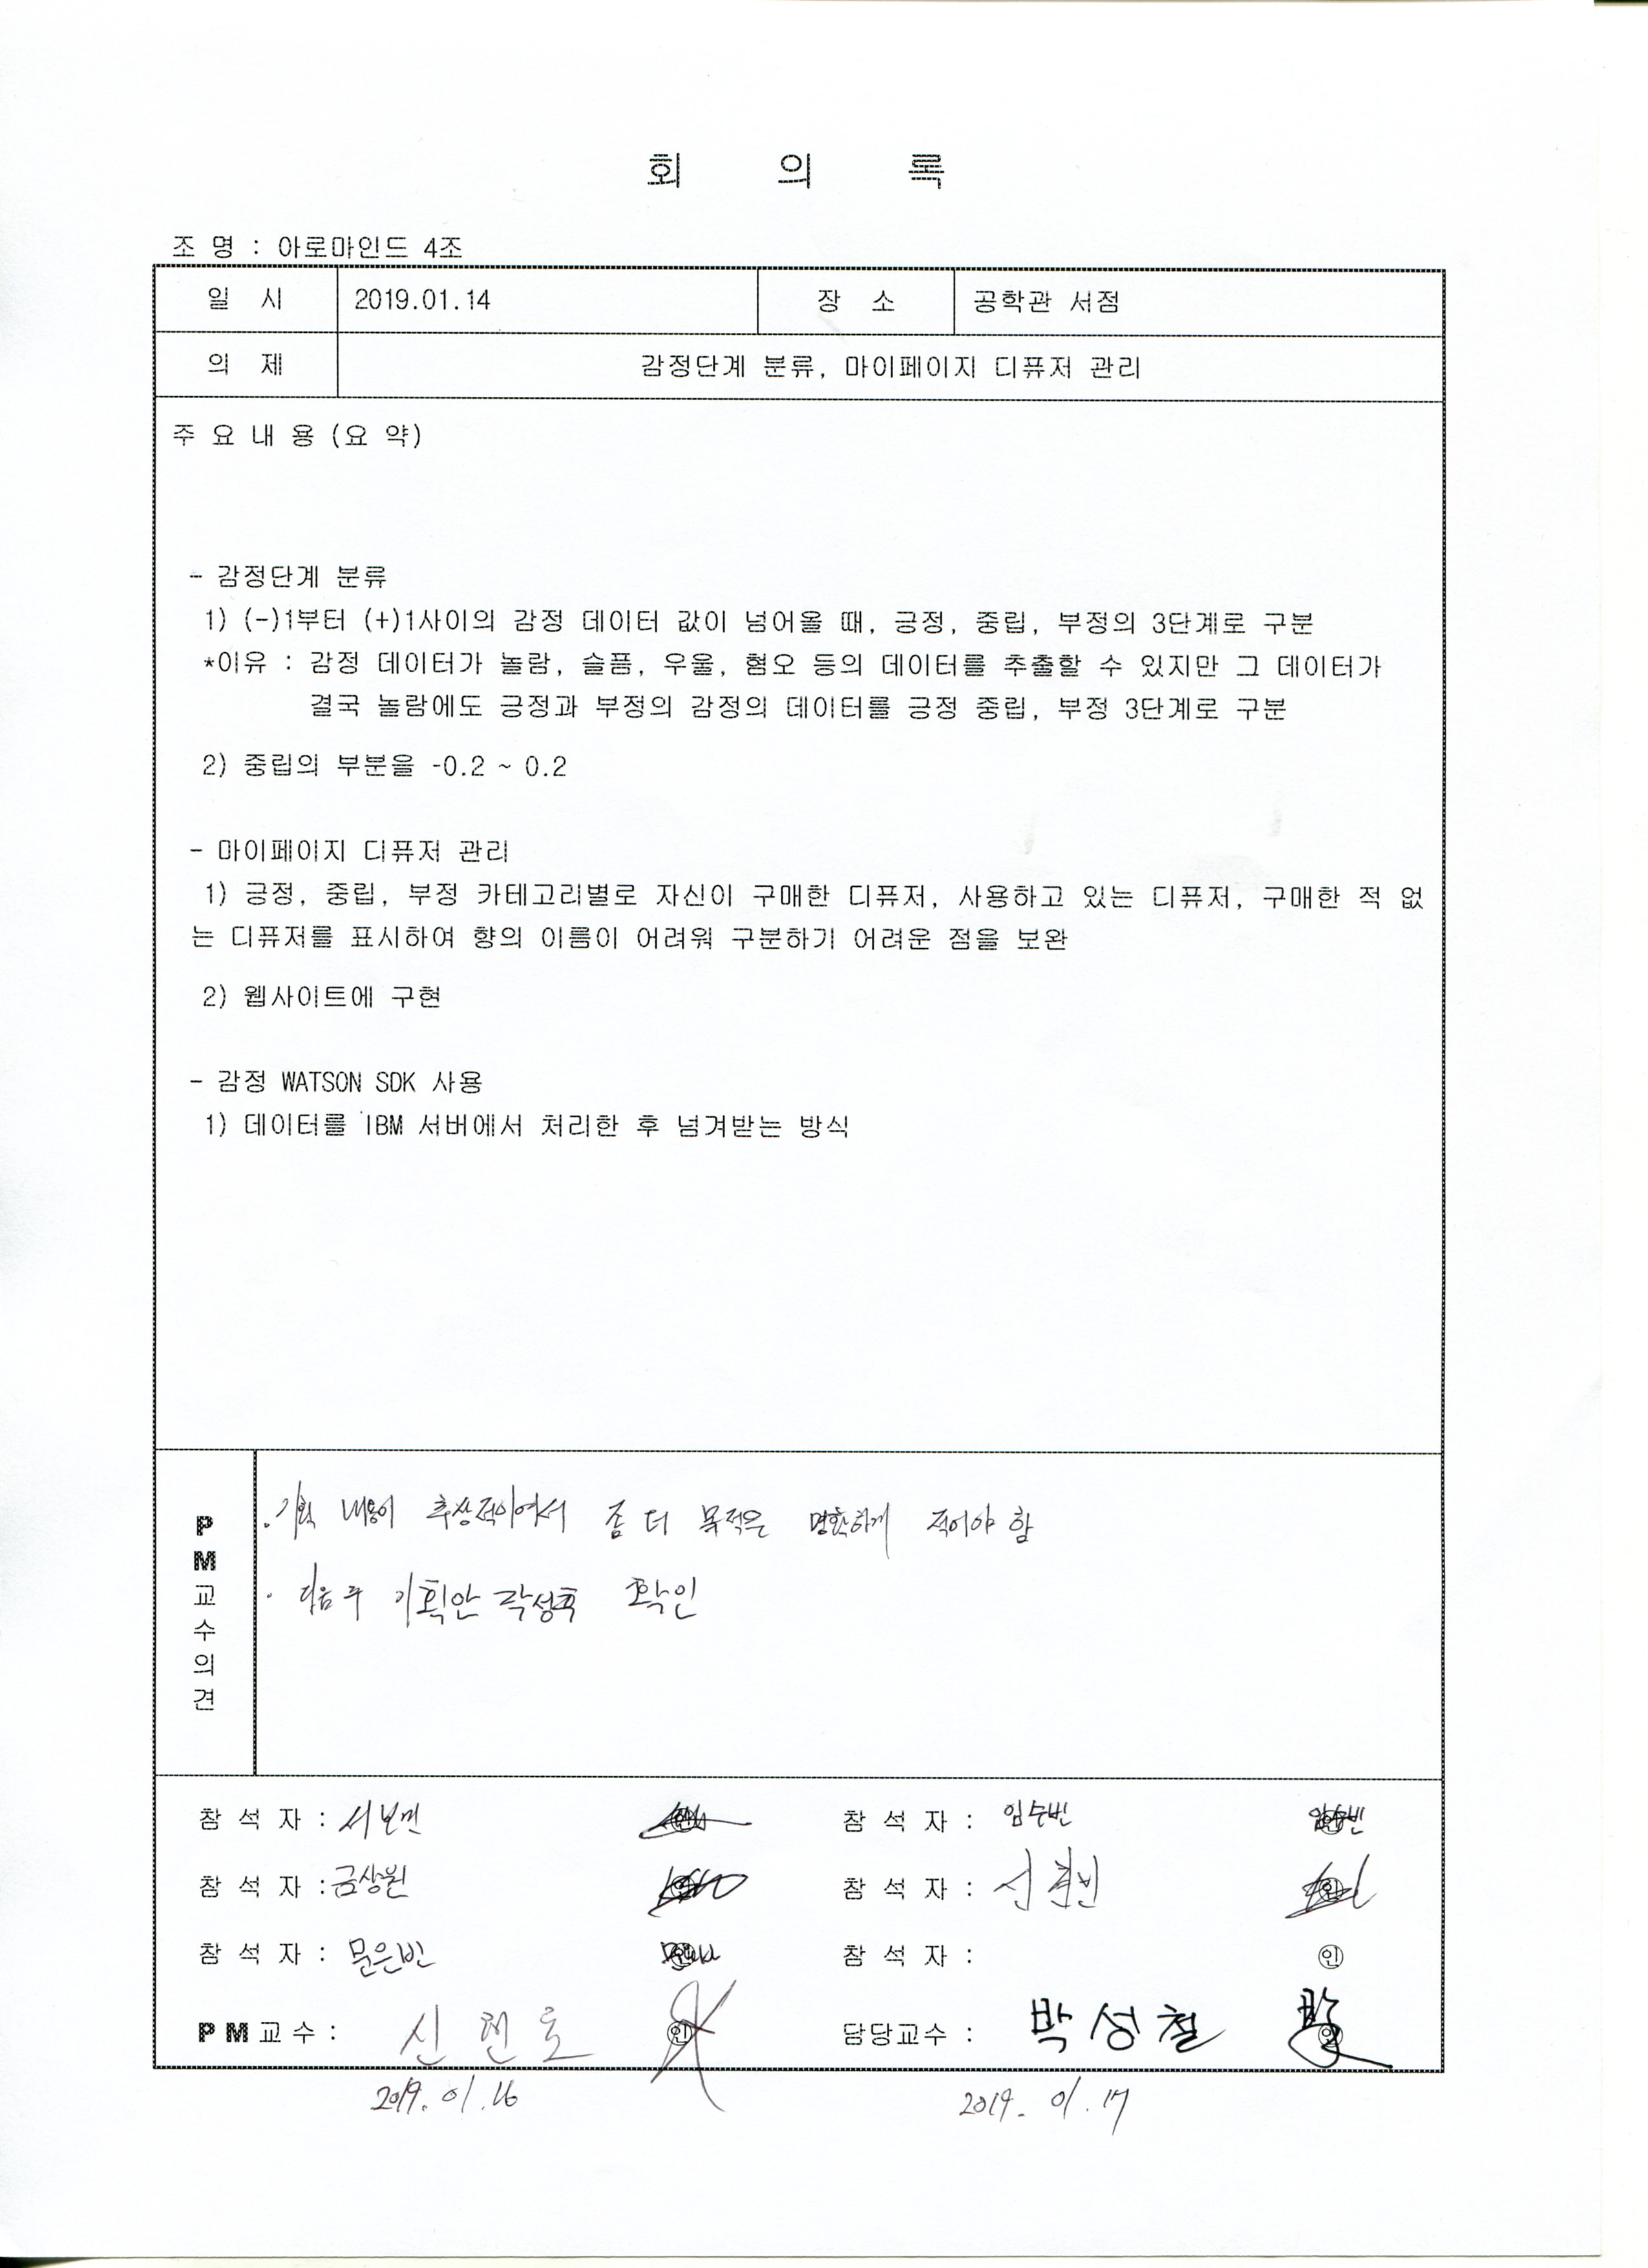 회 의 록
조 명 : 아로마인드 4조
일 시 2019.01.14 장 소 공학관 서점
의 제 감정단계 분류, 마이페이지 디퓨저 관리
주 요 내 용 (요 약)
- 감정단계 분류
1) (-)1부터 (+)1사이의 감정 데이터 값이 넘어올 때, 긍정, 중립, 부정의 3단계로 구분
*이유 : 감정 데이터가 놀람, 슬픔, 우울, 혐오 등의 데이터를 추출할 수 있지만 그 데이터가
결국 놀람에도 긍정과 부정의 감정의 데이터를 긍정 중립, 부정 3단계로 구분
2) 중립의 부분을 -0.2 ~ 0.2
- 마이페이지 디퓨저 관리
1) 긍정, 중립, 부정 카테고리별로 자신이 구매한 디퓨저, 사용하고 있는 디퓨저, 구매한 적 없
는 디퓨저를 표시하여 향의 이름이 어려워 구분하기 어려운 점을 보완
2) 웹사이트에 구현
- 감정 WATSON SDK 사용
1) 데이터를 IBM 서버에서 처리한 후 넘겨받는 방식
PM교수의견
. 기획 내용이 추상적이여서 좀 더 목적은 명확하게 적어야 함
. 다음주 기획안 작성후 확인
참 석 자 : 참 석 자 : 임수빈 임수빈
참 석 자 : 금상원 참 석 자 : 신
참 석 자 : 문은빈 참 석 자 : 인
PM교수 : 신 현 호 인 담당교수 : 박성철 인
2019. 01. 16 2019. 01. 17